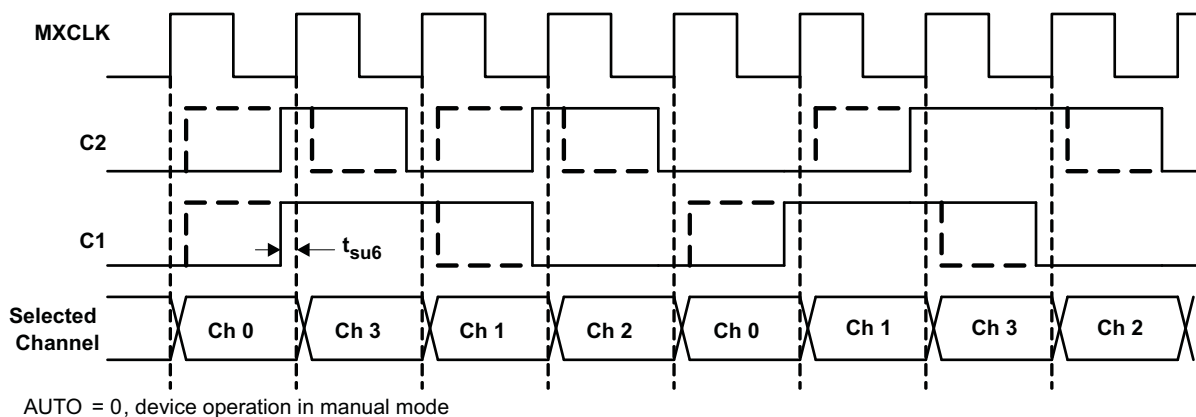 MXCLK
C2
C1
t_su6
Selected
Channel
Ch 0 Ch 3 Ch 1 Ch 2 Ch 0 Ch 1 Ch 3 Ch 2
AUTO = 0, device operation in manual mode